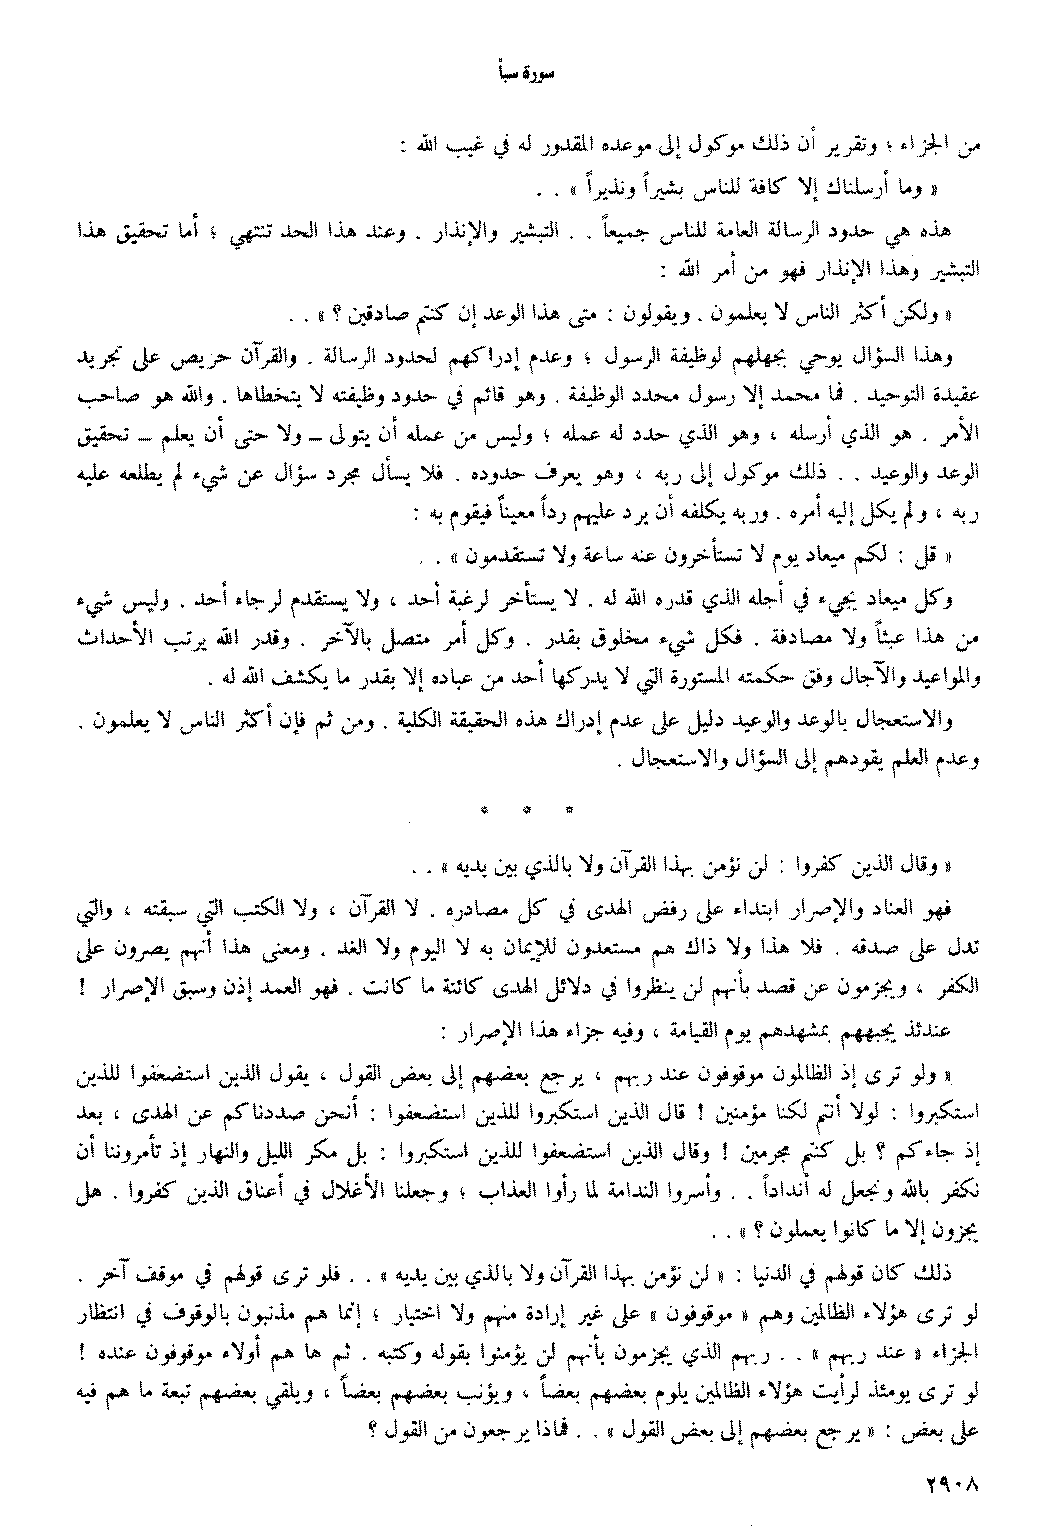 سورة سبأ
من الجزاء ؛ وتقرير أن ذلك موكول إلى موعده المقدور له في غيب الله :
« وما أرسلناك إلا كافة للناس بشيراً ونذيراً » . .
هذه هي حدود الرسالة العامة للناس جميعاً . . التبشير والإنذار . وعند هذا الحد تنتهي ؛ أما تحقيق هذا
التبشير وهذا الإنذار فهو من أمر الله :
« ولكن أكثر الناس لا يعلمون . ويقولون : متى هذا الوعد إن كنتم صادقين ؟ » . .
وهذا السؤال يوحي بجهلهم لوظيفة الرسول ؛ وعدم إدراكهم لحدود الرسالة . والقرآن حريص على تجريد
عقيدة التوحيد . فما محمد إلا رسول محدد الوظيفة . وهو قائم في حدود وظيفته لا يتخطاها . والله هو صاحب
الأمر . هو الذي أرسله ، وهو الذي حدد له عمله ؛ وليس من عمله أن يتولى – ولا حتى أن يعلم – تحقيق
الوعد والوعيد . . ذلك موكول إلى ربه ، وهو يعرف حدوده . فلا يسأل مجرد سؤال عن شيء لم يطلعه عليه
ربه ، ولم يكل إليه أمره . وربه يكلفه أن يرد عليهم رداً معيناً فيقوم به :
« قل : لكم ميعاد يوم لا تستأخرون عنه ساعة ولا تستقدمون » . .
وكل ميعاد يجيء في أجله الذي قدره الله له . لا يستأخر لرغبة أحد ، ولا يستقدم لرجاء أحد . وليس شيء
من هذا عبثاً ولا مصادفة . فكل شيء مخلوق بقدر . وكل أمر متصل بالآخر . وقدر الله يرتب الأحداث
والمواعيد والآجال وفق حكمته المستورة التي لا يدركها أحد من عباده إلا بقدر ما يكشف الله له .
والاستعجال بالوعد والوعيد دليل على عدم إدراك هذه الحقيقة الكلية . ومن ثم فإن أكثر الناس لا يعلمون .
وعدم العلم يقودهم إلى السؤال والاستعجال .
* * *
« وقال الذين كفروا : لن نؤمن بهذا القرآن ولا بالذي بين يديه » . .
فهو العناد والإصرار ابتداء على رفض الهدى في كل مصادره . لا القرآن ، ولا الكتب التي سبقته ، والتي
تدل على صدقه . فلا هذا ولا ذاك هم مستعدون للإيمان به لا اليوم ولا الغد . ومعنى هذا أنهم يصرون على
الكفر ، ويجزمون عن قصد بأنهم لن ينظروا في دلائل الهدى كائنة ما كانت . فهو العمد إذن وسبق الإصرار !
عندئذ يجبههم بمشهدهم يوم القيامة ، وفيه جزاء هذا الإصرار :
« ولو ترى إذ الظالمون موقوفون عند ربهم ، يرجع بعضهم إلى بعض القول ، يقول الذين استضعفوا للذين
استكبروا : لولا أنتم لكنا مؤمنين ! قال الذين استكبروا للذين استضعفوا : أنحن صددناكم عن الهدى ، بعد
إذ جاءكم ؟ بل كنتم مجرمين ! وقال الذين استضعفوا للذين استكبروا : بل مكر الليل والنهار إذ تأمروننا أن
نكفر بالله ونجعل له أنداداً . . وأسروا الندامة لما رأوا العذاب ؛ وجعلنا الأغلال في أعناق الذين كفروا . هل
يجزون إلا ما كانوا يعملون ؟ » . .
ذلك كان قولهم في الدنيا : « لن نؤمن بهذا القرآن ولا بالذي بين يديه » . . فلو ترى قولهم في موقف آخر .
لو ترى هؤلاء الظالمين وهم « موقوفون » على غير إرادة منهم ولا اختيار ؛ إنما هم مذنبون بالوقوف في انتظار
الجزاء « عند ربهم » . . ربهم الذي يجزمون بأنهم لن يؤمنوا بقوله وكتبه . ثم ها هم أولاء موقوفون عنده !
لو ترى يومئذ لرأيت هؤلاء الظالمين يلوم بعضهم بعضاً ، ويؤنب بعضهم بعضاً ، ويلقي بعضهم تبعة ما هم فيه
على بعض : « يرجع بعضهم إلى بعض القول » . . فماذا يرجعون من القول ؟
٢٩٠٨